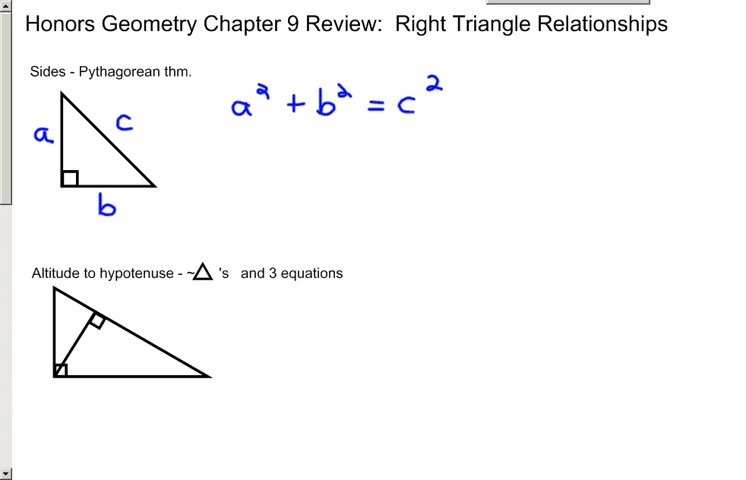 Honors Geometry Chapter 9 Review: Right Triangle Relationships
Sides - Pythagorean thm.
a² + b² = c²
a
c
b
Altitude to hypotenuse - ~△ 's and 3 equations